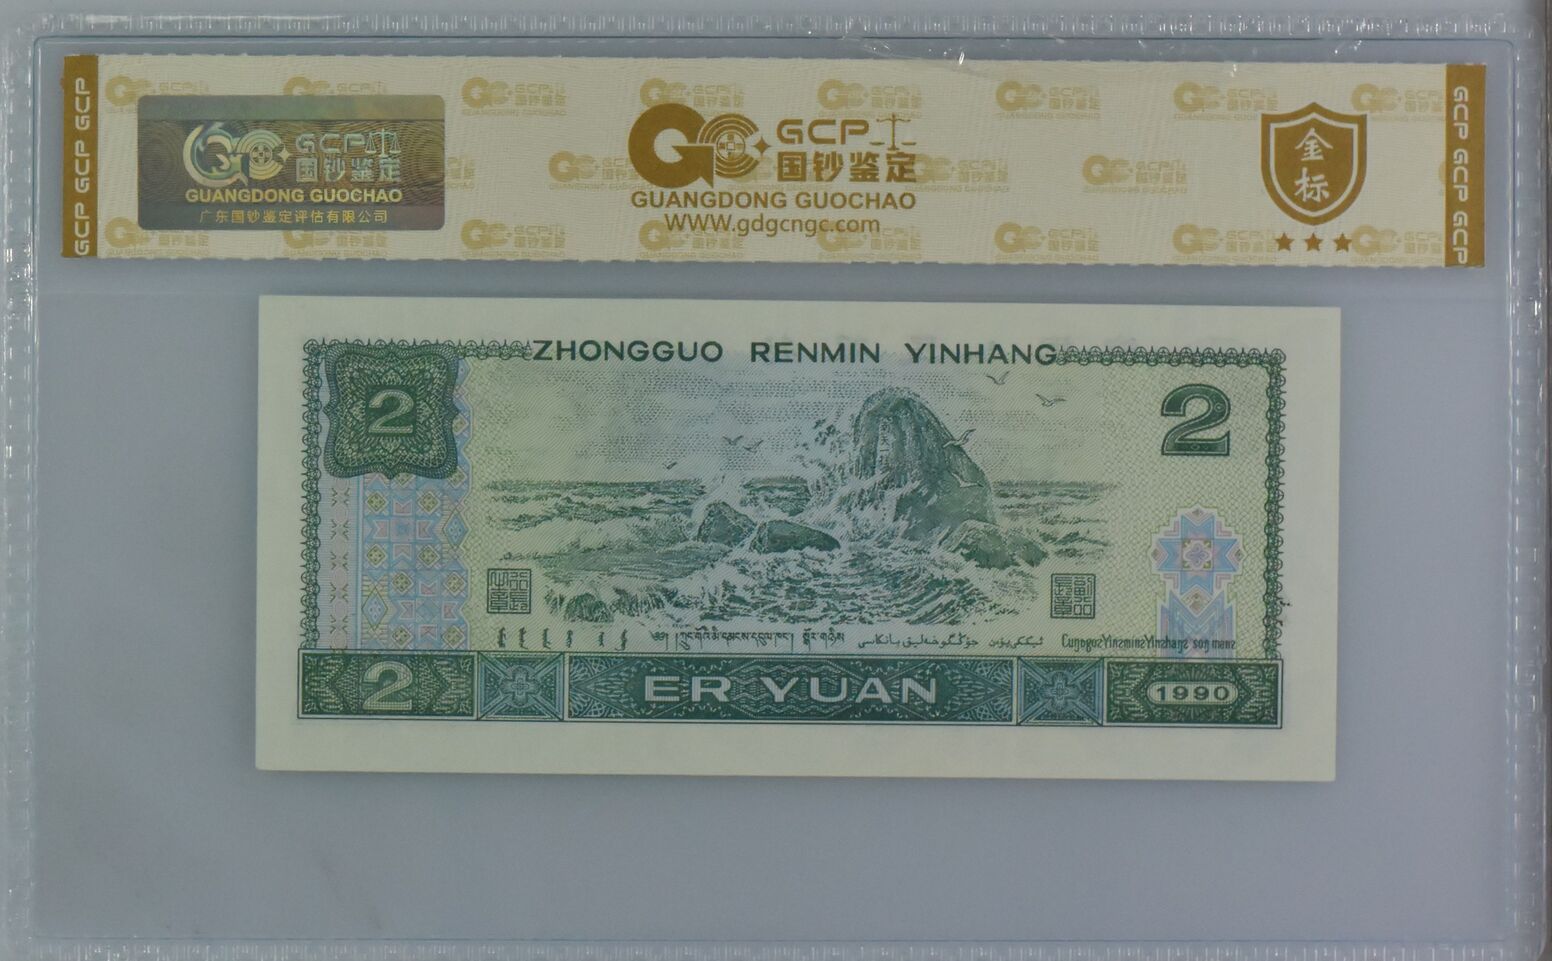 GCP GCP GCP
GCP
国钞鉴定
GUANGDONG GUOCHAO
广东国钞鉴定评估有限公司
GCP
国钞鉴定
GUANGDONG GUOCHAO
WWW.gdgcngc.com
金标
GCP GCP GCP
ZHONGGUO RENMIN YINHANG
2
2
2
ER YUAN
1990